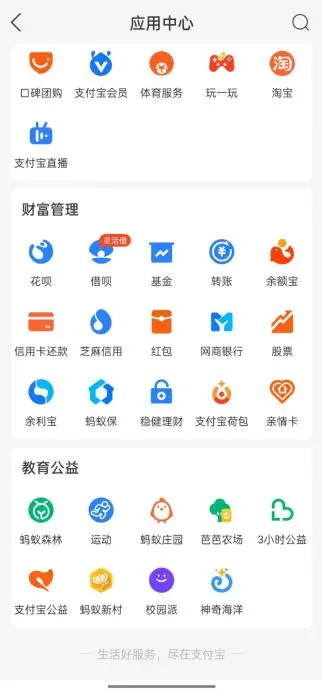 应用中心
口碑团购 支付宝会员 体育服务 玩一玩 淘宝
淘
支付宝直播
财富管理
灵活借
花呗 借呗 基金 转账 余额宝
信用卡还款 芝麻信用 红包 网商银行 股票
余利宝 蚂蚁保 稳健理财 支付宝荷包 亲情卡
教育公益
蚂蚁森林 运动 蚂蚁庄园 芭芭农场 3小时公益
支付宝公益 蚂蚁新村 校园派 神奇海洋
生活好服务,尽在支付宝